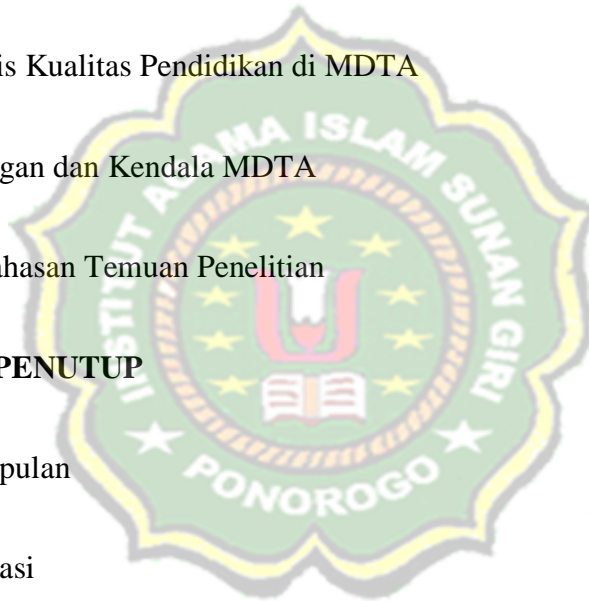 is Kualitas Pendidikan di MDTA
gan dan Kendala MDTA
ahasan Temuan Penelitian
PENUTUP
pulan
asi
INSTITUT AGAMA ISLAM SUNAN GIRI
PONOROGO